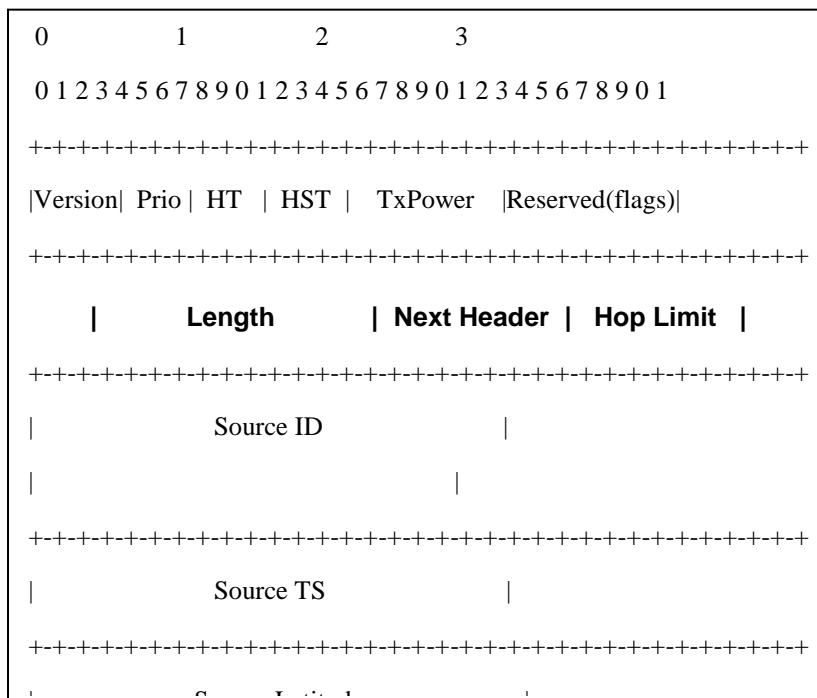 0 1 2 3
0 1 2 3 4 5 6 7 8 9 0 1 2 3 4 5 6 7 8 9 0 1 2 3 4 5 6 7 8 9 0 1
+-+-+-+-+-+-+-+-+-+-+-+-+-+-+-+-+-+-+-+-+-+-+-+-+-+-+-+-+-+-+-+-+
|Version| Prio | HT | HST | TxPower |Reserved(flags)|
+-+-+-+-+-+-+-+-+-+-+-+-+-+-+-+-+-+-+-+-+-+-+-+-+-+-+-+-+-+-+-+-+
| Length | Next Header | Hop Limit |
+-+-+-+-+-+-+-+-+-+-+-+-+-+-+-+-+-+-+-+-+-+-+-+-+-+-+-+-+-+-+-+-+
| Source ID |
| |
+-+-+-+-+-+-+-+-+-+-+-+-+-+-+-+-+-+-+-+-+-+-+-+-+-+-+-+-+-+-+-+-+
| Source TS |
+-+-+-+-+-+-+-+-+-+-+-+-+-+-+-+-+-+-+-+-+-+-+-+-+-+-+-+-+-+-+-+-+